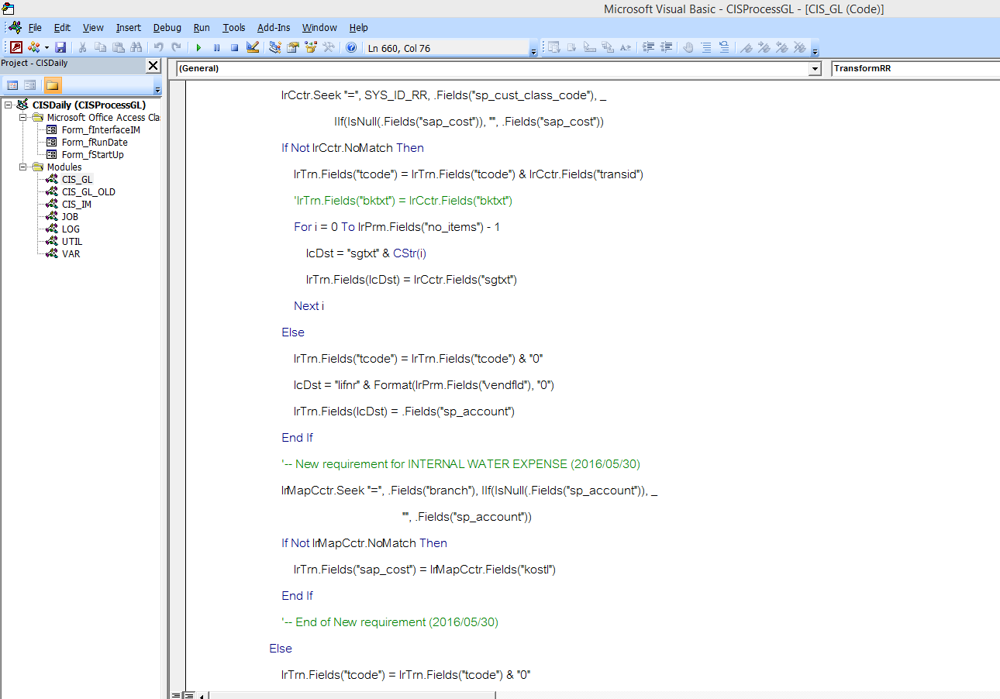 Microsoft Visual Basic - CISProcessGL - [CIS_GL (Code)]
File Edit View Insert Debug Run Tools Add-Ins Window Help
Ln 660, Col 76
Project - CISDaily
(General)
TransformRR
CISDaily (CISProcessGL)
Microsoft Office Access Cla
Form_fInterfaceIM
Form_fRunDate
Form_fStartUp
Modules
CIS_GL
CIS_GL_OLD
CIS_IM
JOB
LOG
UTIL
VAR
lrCctr.Seek "=", SYS_ID_RR, .Fields("sp_cust_class_code"), _
IIf(IsNull(.Fields("sap_cost")), "", .Fields("sap_cost"))
If Not lrCctr.NoMatch Then
lrTrn.Fields("tcode") = lrTrn.Fields("tcode") & lrCctr.Fields("transid")
'lrTrn.Fields("bktxt") = lrCctr.Fields("bktxt")
For i = 0 To lrPrm.Fields("no_items") - 1
lcDst = "sgtxt" & CStr(i)
lrTrn.Fields(lcDst) = lrCctr.Fields("sgtxt")
Next i
Else
lrTrn.Fields("tcode") = lrTrn.Fields("tcode") & "0"
lcDst = "lifnr" & Format(lrPrm.Fields("vendfld"), "0")
lrTrn.Fields(lcDst) = .Fields("sp_account")
End If
'-- New requirement for INTERNAL WATER EXPENSE (2016/05/30)
lrMapCctr.Seek "=", .Fields("branch"), IIf(IsNull(.Fields("sp_account")), _
"", .Fields("sp_account"))
If Not lrMapCctr.NoMatch Then
lrTrn.Fields("sap_cost") = lrMapCctr.Fields("kostl")
End If
'-- End of New requirement (2016/05/30)
Else
lrTrn.Fields("tcode") = lrTrn.Fields("tcode") & "0"